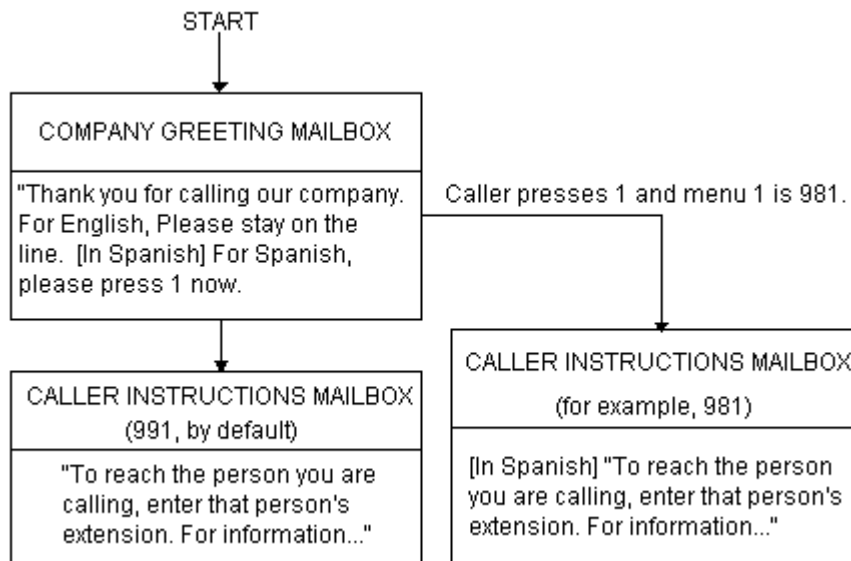 START
COMPANY GREETING MAILBOX
"Thank you for calling our company.
For English, Please stay on the
line. [In Spanish] For Spanish,
please press 1 now.
Caller presses 1 and menu 1 is 981.
CALLER INSTRUCTIONS MAILBOX
(991, by default)
"To reach the person you are
calling, enter that person's
extension. For information..."
CALLER INSTRUCTIONS MAILBOX
(for example, 981)
[In Spanish] "To reach the person
you are calling, enter that person's
extension. For information..."